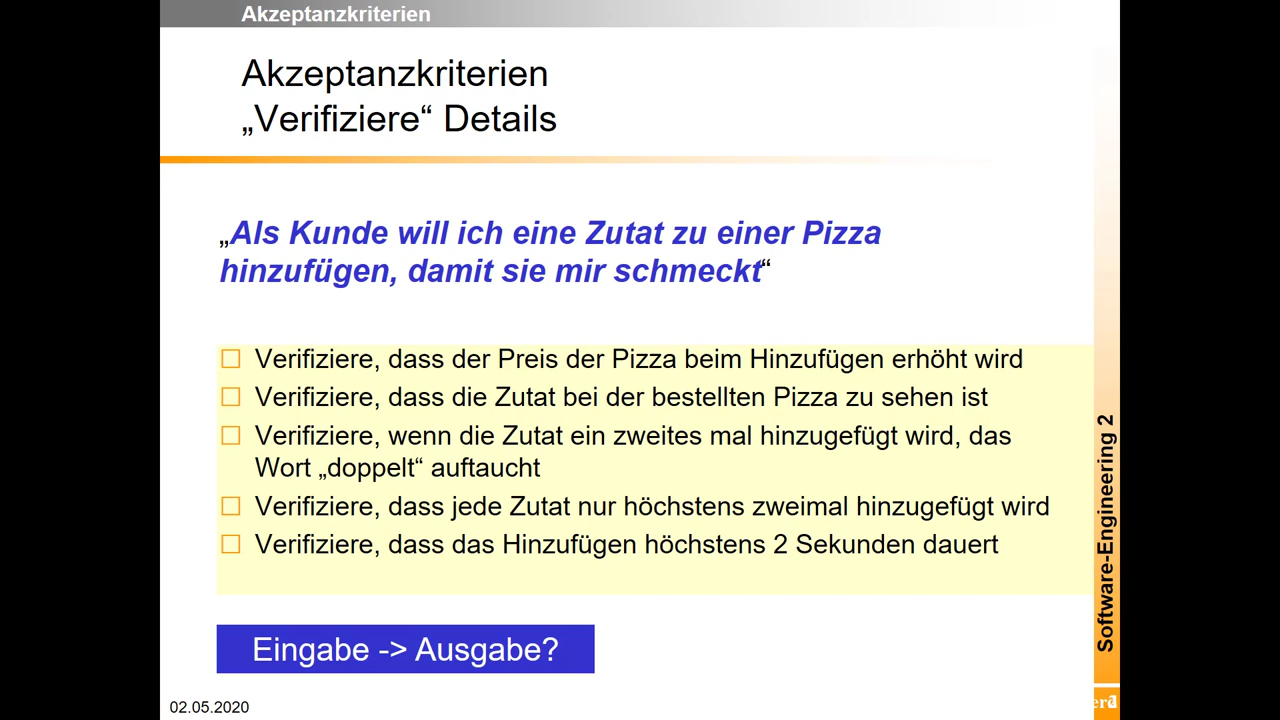 Akzeptanzkriterien
Akzeptanzkriterien
„Verifiziere“ Details
„Als Kunde will ich eine Zutat zu einer Pizza
hinzufügen, damit sie mir schmeckt“
Verifiziere, dass der Preis der Pizza beim Hinzufügen erhöht wird
Verifiziere, dass die Zutat bei der bestellten Pizza zu sehen ist
Verifiziere, wenn die Zutat ein zweites mal hinzugefügt wird, das
Wort „doppelt“ auftaucht
Verifiziere, dass jede Zutat nur höchstens zweimal hinzugefügt wird
Verifiziere, dass das Hinzufügen höchstens 2 Sekunden dauert
Eingabe -> Ausgabe?
02.05.2020
Software-Engineering 2